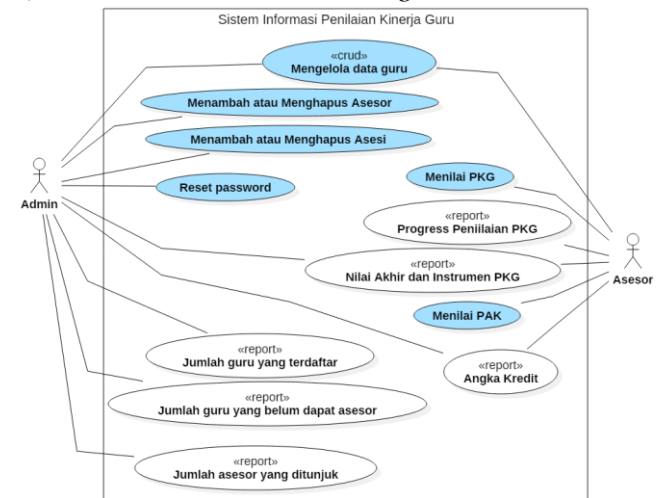 Sistem Informasi Penilaian Kinerja Guru
«crud»
Mengelola data guru
Menambah atau Menghapus Asesor
Menambah atau Menghapus Asesi
Reset password
Menilai PKG
Admin
«report»
Progress Peniilaian PKG
«report»
Nilai Akhir dan Instrumen PKG
Asesor
Menilai PAK
«report»
Jumlah guru yang terdaftar
«report»
Angka Kredit
«report»
Jumlah guru yang belum dapat asesor
«report»
Jumlah asesor yang ditunjuk